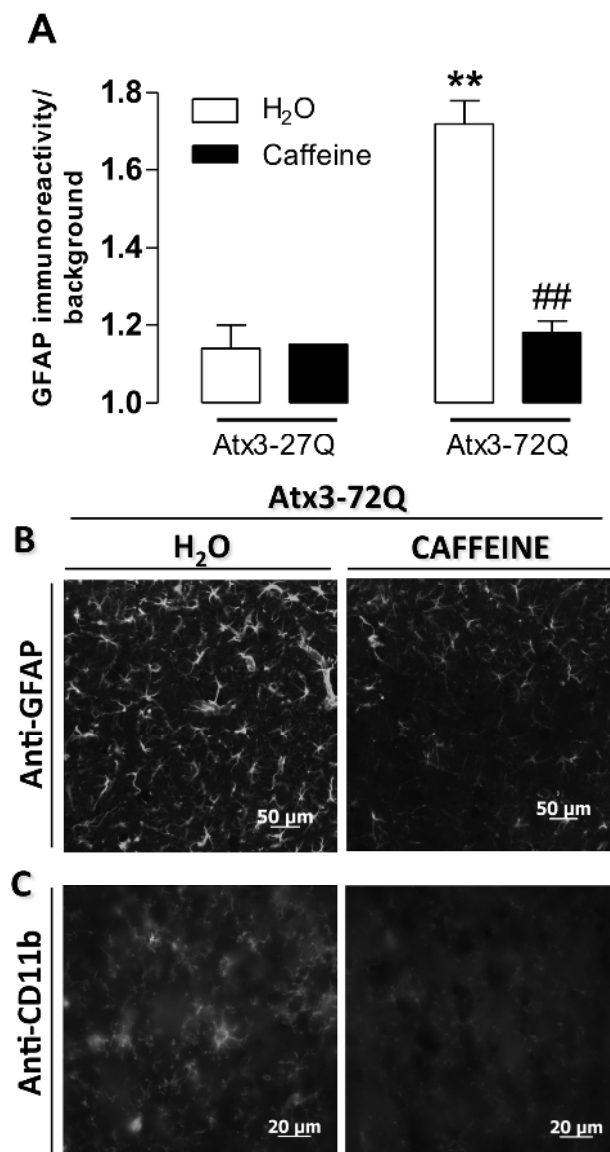 A
GFAP immunoreactivity/
background
1.8
1.6
1.4
1.2
1.0
H₂O
Caffeine
**
##
Atx3-27Q
Atx3-72Q
Atx3-72Q
B
H₂O
CAFFEINE
Anti-GFAP
50 µm
50 µm
C
Anti-CD11b
20 µm
20 µm